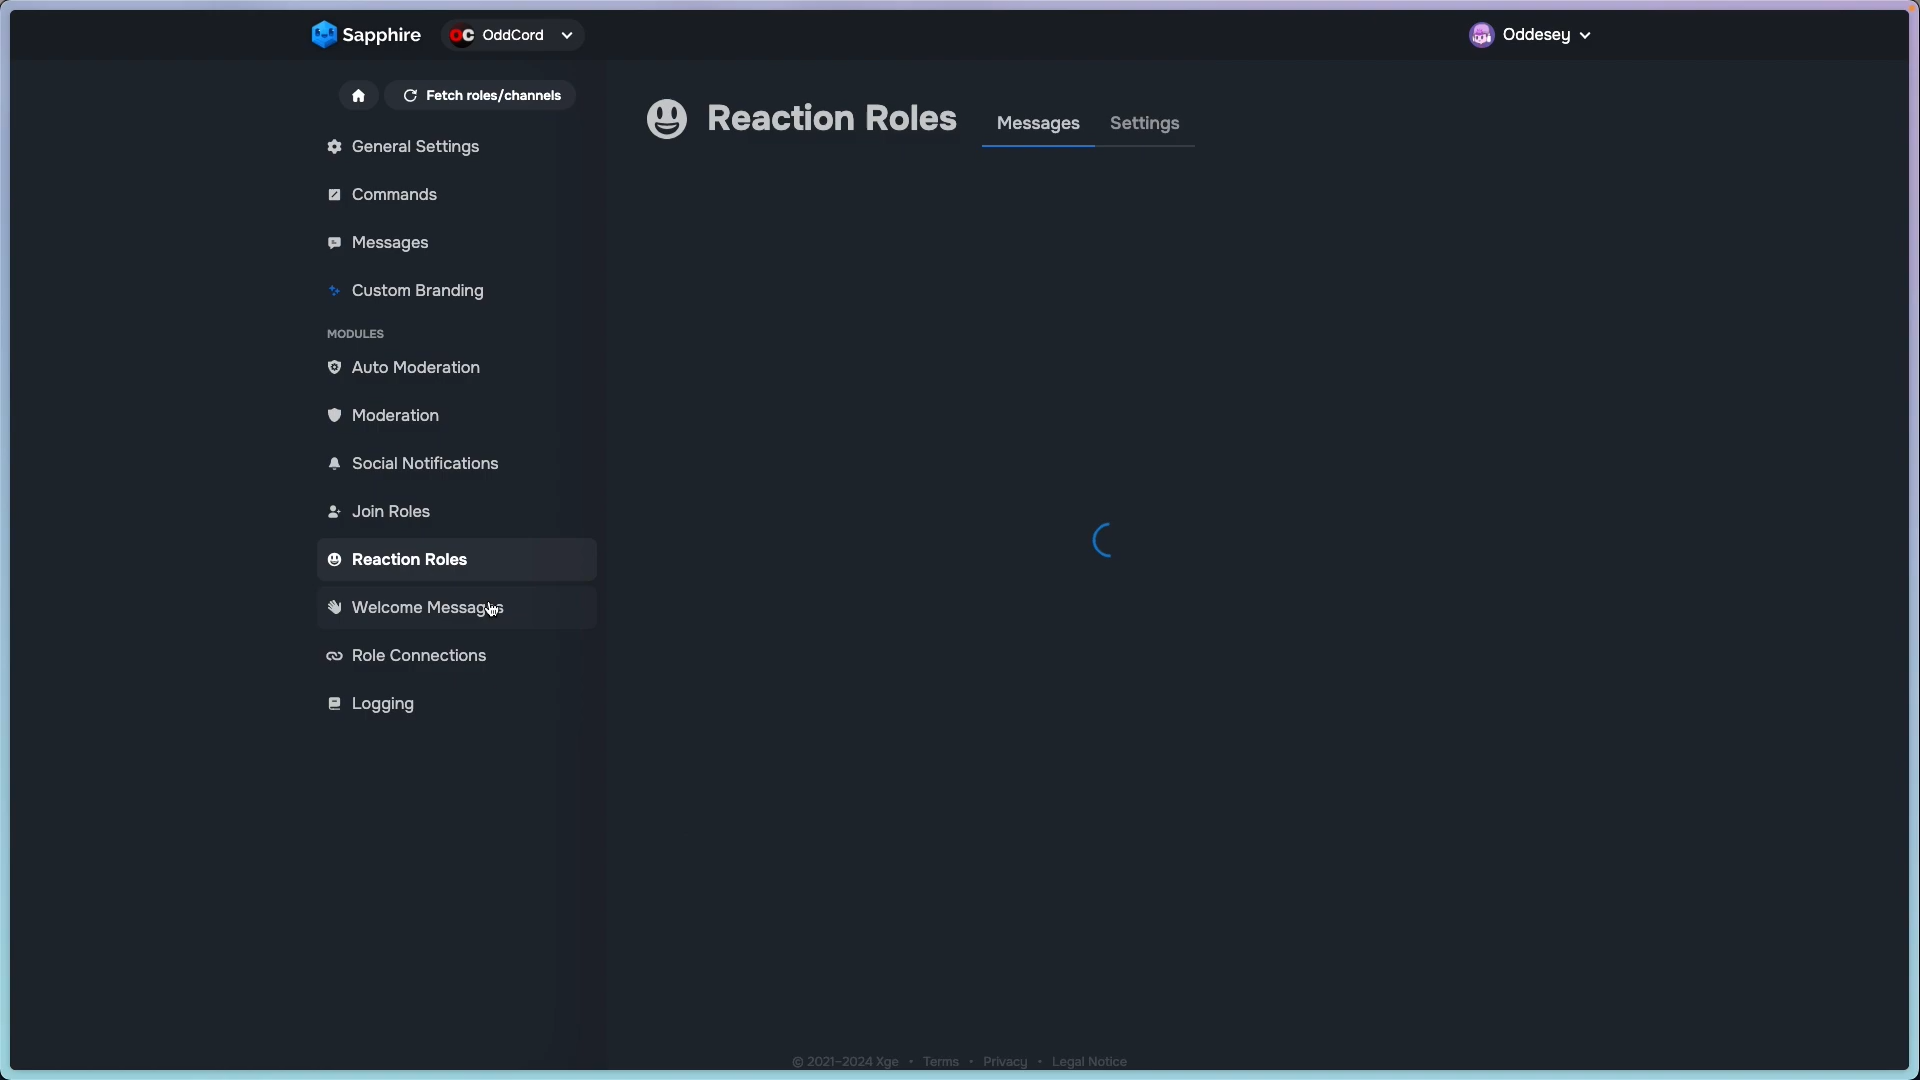 Sapphire
OC OddCord
Oddesey
Fetch roles/channels
Reaction Roles
Messages
Settings
General Settings
Commands
Messages
Custom Branding
MODULES
Auto Moderation
Moderation
Social Notifications
Join Roles
Reaction Roles
Welcome Messages
Role Connections
Logging
© 2021–2024 Xge • Terms • Privacy • Legal Notice